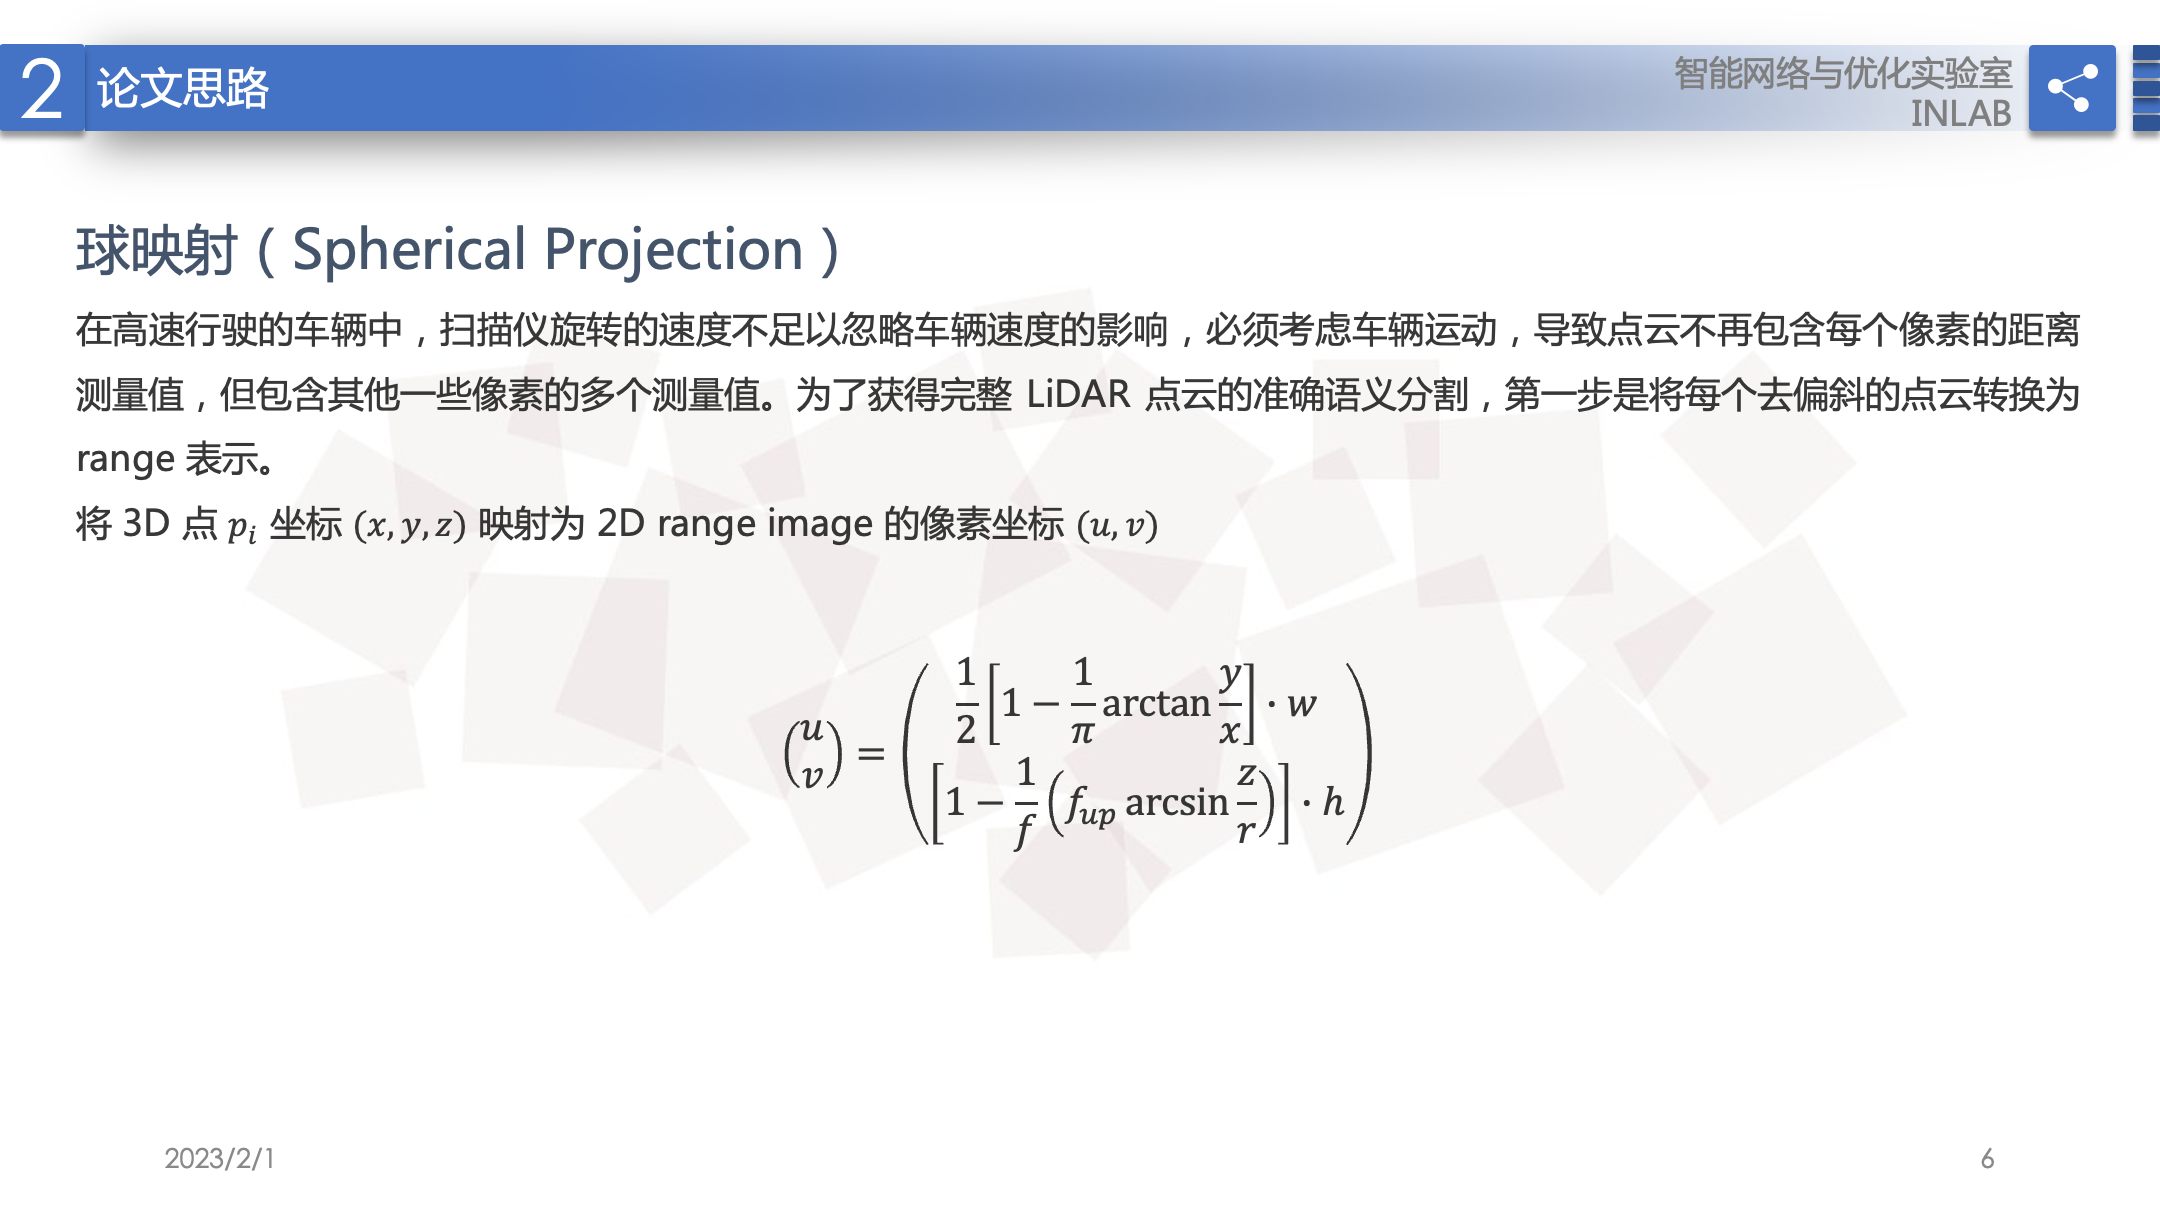 2 论文思路
智能网络与优化实验室
INLAB
球映射（Spherical Projection）
在高速行驶的车辆中，扫描仪旋转的速度不足以忽略车辆速度的影响，必须考虑车辆运动，导致点云不再包含每个像素的距离
测量值，但包含其他一些像素的多个测量值。为了获得完整 LiDAR 点云的准确语义分割，第一步是将每个去偏斜的点云转换为
range 表示。
将 3D 点 p_i 坐标 (x, y, z) 映射为 2D range image 的像素坐标 (u, v)
\binom{u}{v} = \begin{pmatrix} \frac{1}{2}\left[1 - \frac{1}{\pi} \arctan \frac{y}{x}\right] \cdot w \\ \left[1 - \frac{1}{f}\left(f_{up} \arcsin \frac{z}{r}\right)\right] \cdot h \end{pmatrix}
2023/2/1
6